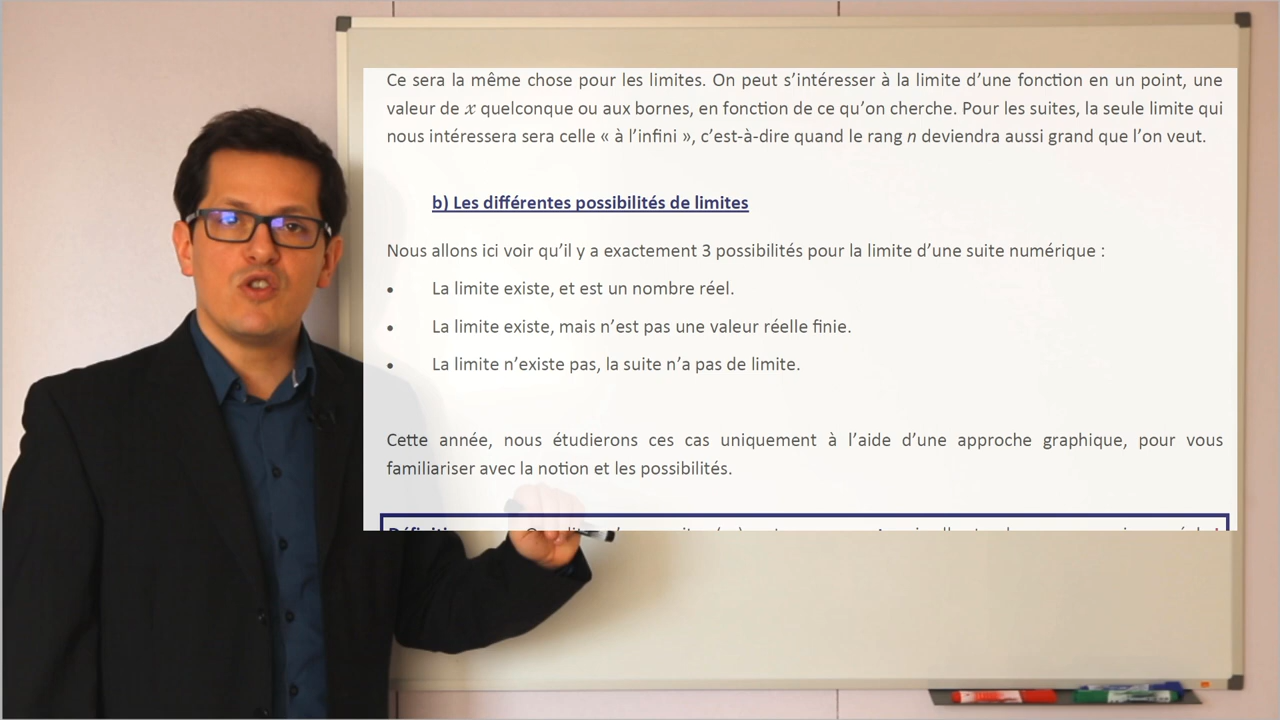 Ce sera la même chose pour les limites. On peut s'intéresser à la limite d'une fonction en un point, une
valeur de x quelconque ou aux bornes, en fonction de ce qu'on cherche. Pour les suites, la seule limite qui
nous intéressera sera celle « à l'infini », c'est-à-dire quand le rang n deviendra aussi grand que l'on veut.
b) Les différentes possibilités de limites
Nous allons ici voir qu'il y a exactement 3 possibilités pour la limite d'une suite numérique :
• La limite existe, et est un nombre réel.
• La limite existe, mais n'est pas une valeur réelle finie.
• La limite n'existe pas, la suite n'a pas de limite.
Cette année, nous étudierons ces cas uniquement à l'aide d'une approche graphique, pour vous
familiariser avec la notion et les possibilités.